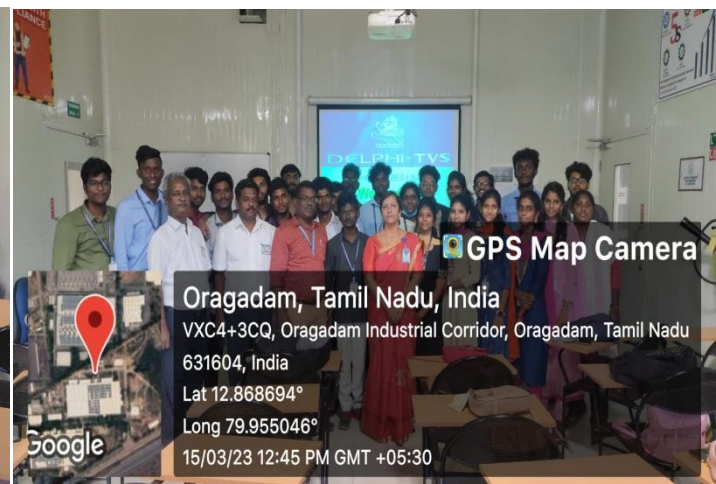 DELPHI-TVS
GPS Map Camera
Oragadam, Tamil Nadu, India
VXC4+3CQ, Oragadam Industrial Corridor, Oragadam, Tamil Nadu
631604, India
Lat 12.868694°
Long 79.955046°
15/03/23 12:45 PM GMT +05:30
Google